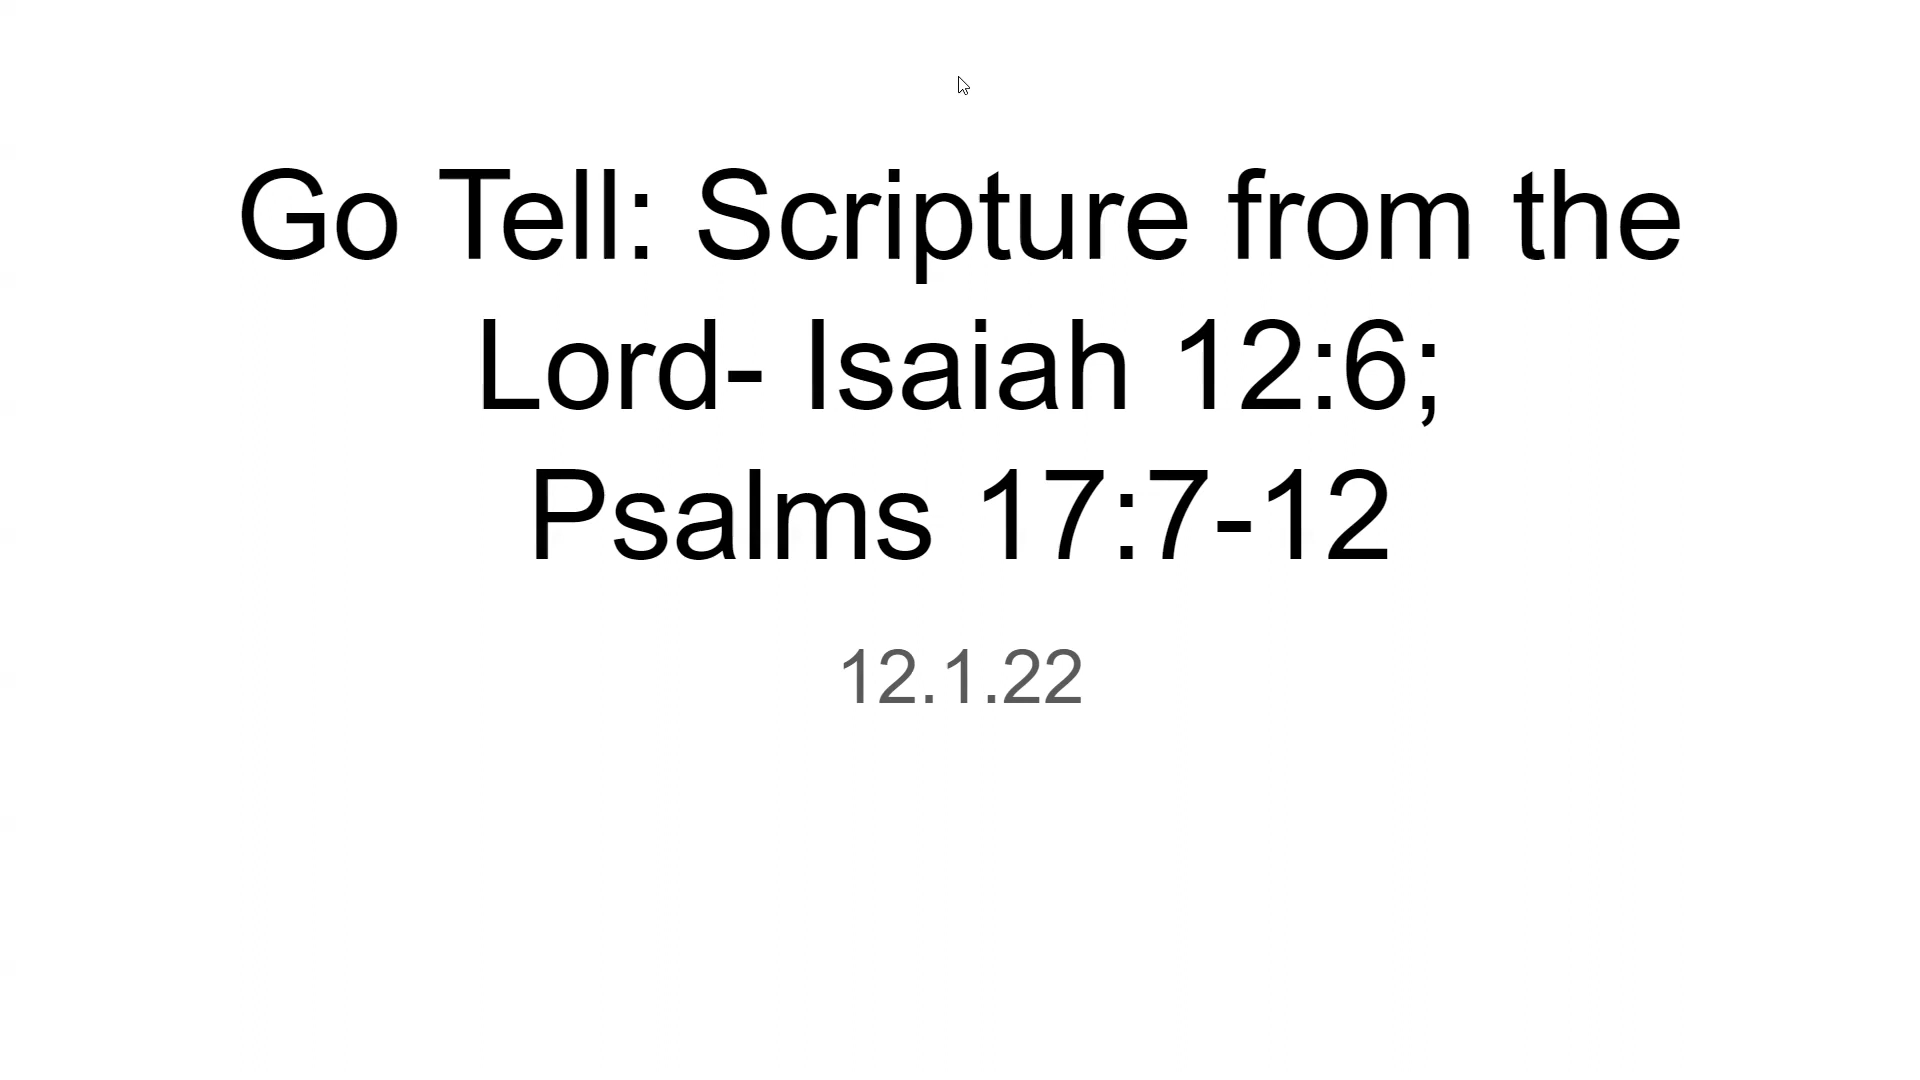 Go Tell: Scripture from the
Lord- Isaiah 12:6;
Psalms 17:7-12
12.1.22